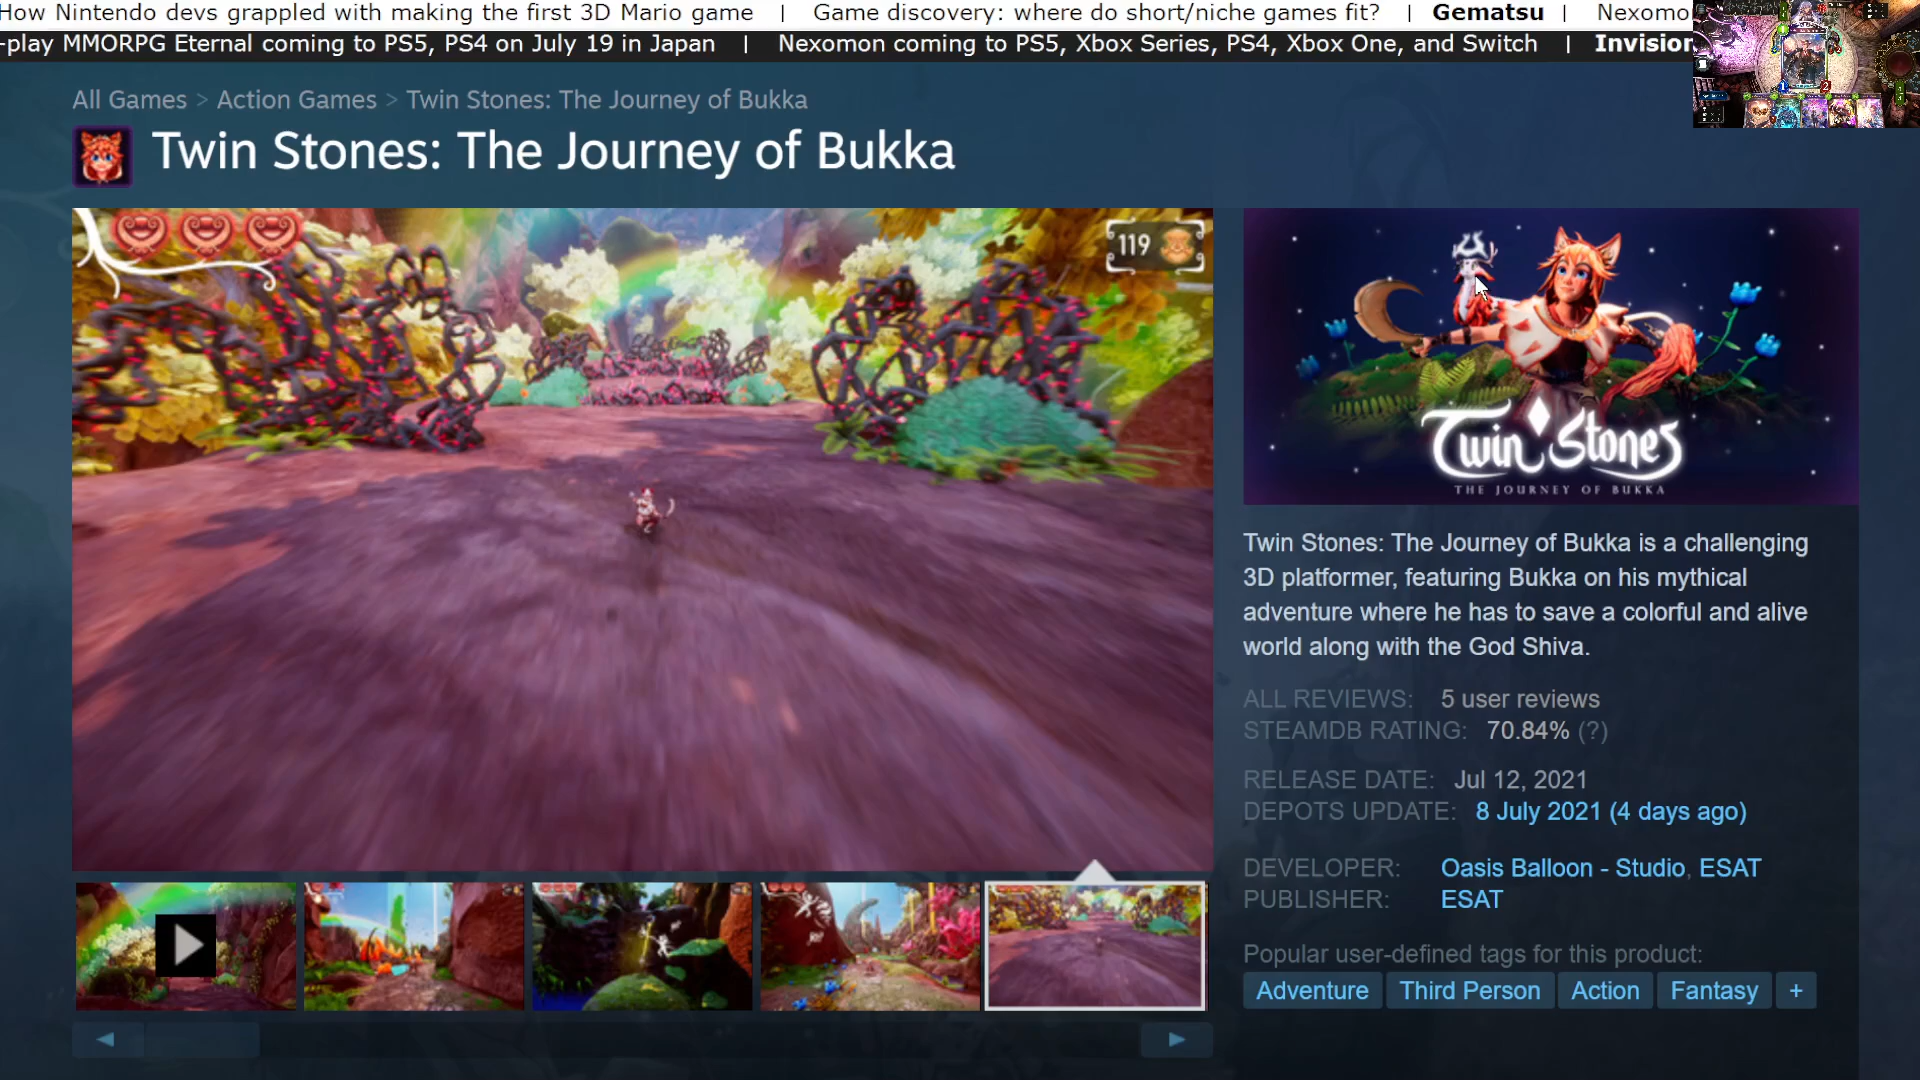 How Nintendo devs grappled with making the first 3D Mario game | Game discovery: where do short/niche games fit? | Gematsu | Nexomo
-play MMORPG Eternal coming to PS5, PS4 on July 19 in Japan | Nexomon coming to PS5, Xbox Series, PS4, Xbox One, and Switch | Invision
All Games > Action Games > Twin Stones: The Journey of Bukka
Twin Stones: The Journey of Bukka
119
Twin Stones
THE JOURNEY OF BUKKA
Twin Stones: The Journey of Bukka is a challenging
3D platformer, featuring Bukka on his mythical
adventure where he has to save a colorful and alive
world along with the God Shiva.
ALL REVIEWS: 5 user reviews
STEAMDB RATING: 70.84% (?)
RELEASE DATE: Jul 12, 2021
DEPOTS UPDATE: 8 July 2021 (4 days ago)
DEVELOPER: Oasis Balloon - Studio, ESAT
PUBLISHER: ESAT
Popular user-defined tags for this product:
Adventure Third Person Action Fantasy +